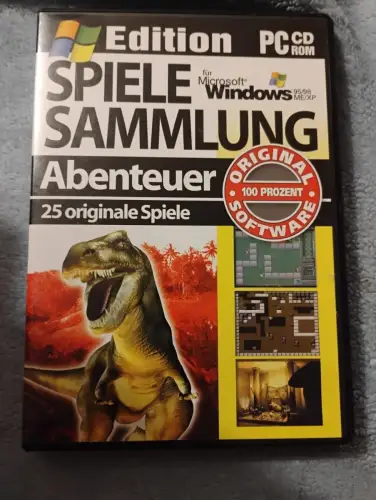 Edition
PC CD
ROM
SPIELE
für
Microsoft®
Windows 95/98
ME/XP
SAMMLUNG
Abenteuer
25 originale Spiele
ORIGINAL
100 PROZENT
SOFTWARE